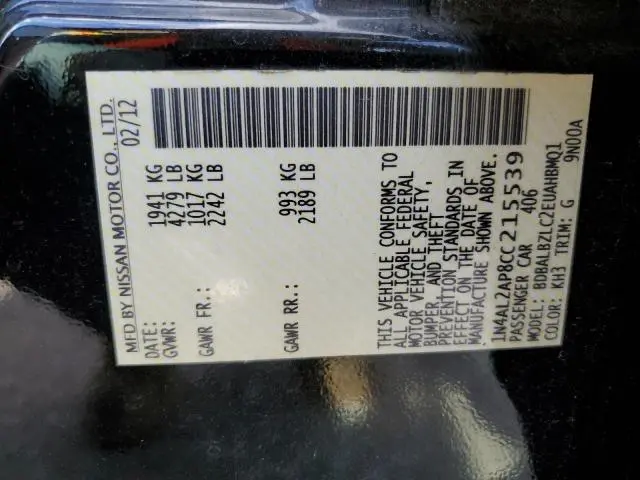 MFD BY NISSAN MOTOR CO., LTD.
DATE: 02/12
GVWR: 1941 KG
4279 LB
GAWR FR.: 1017 KG
2242 LB
GAWR RR.: 993 KG
2189 LB
THIS VEHICLE CONFORMS TO
ALL APPLICABLE FEDERAL
MOTOR VEHICLE SAFETY,
BUMPER, AND THEFT
PREVENTION STANDARDS IN
EFFECT ON THE DATE OF
MANUFACTURE SHOWN ABOVE.
1N4AL2AP8CC215539
PASSENGER CAR 406
MODEL: BDBALBZLC2EUAHBMQ1
COLOR: KH3 TRIM: G 9N00A